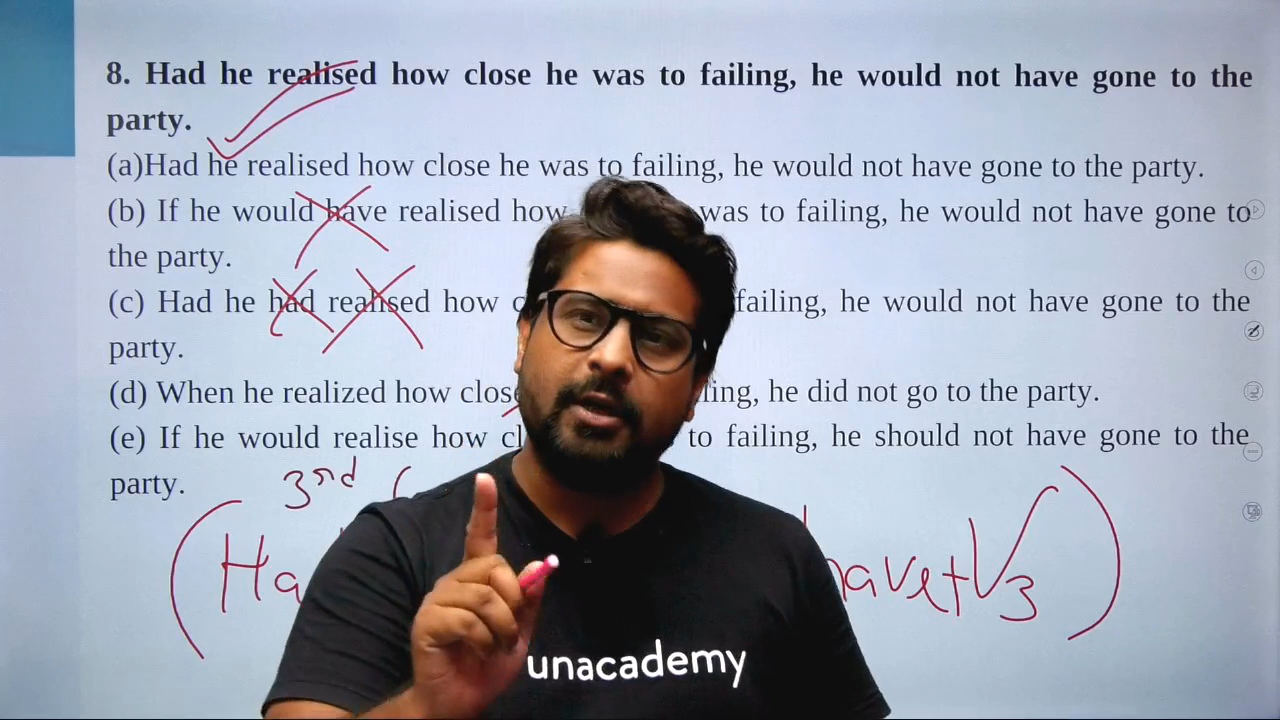 8. Had he realised how close he was to failing, he would not have gone to the
party.
(a)Had he realised how close he was to failing, he would not have gone to the party.
(b) If he would have realised how was to failing, he would not have gone to
the party.
(c) Had he had realised how failing, he would not have gone to the
party.
(d) When he realized how close he did not go to the party.
(e) If he would realise how to failing, he should not have gone to the
party.
3rd (
(Ha have+V3)
unacademy